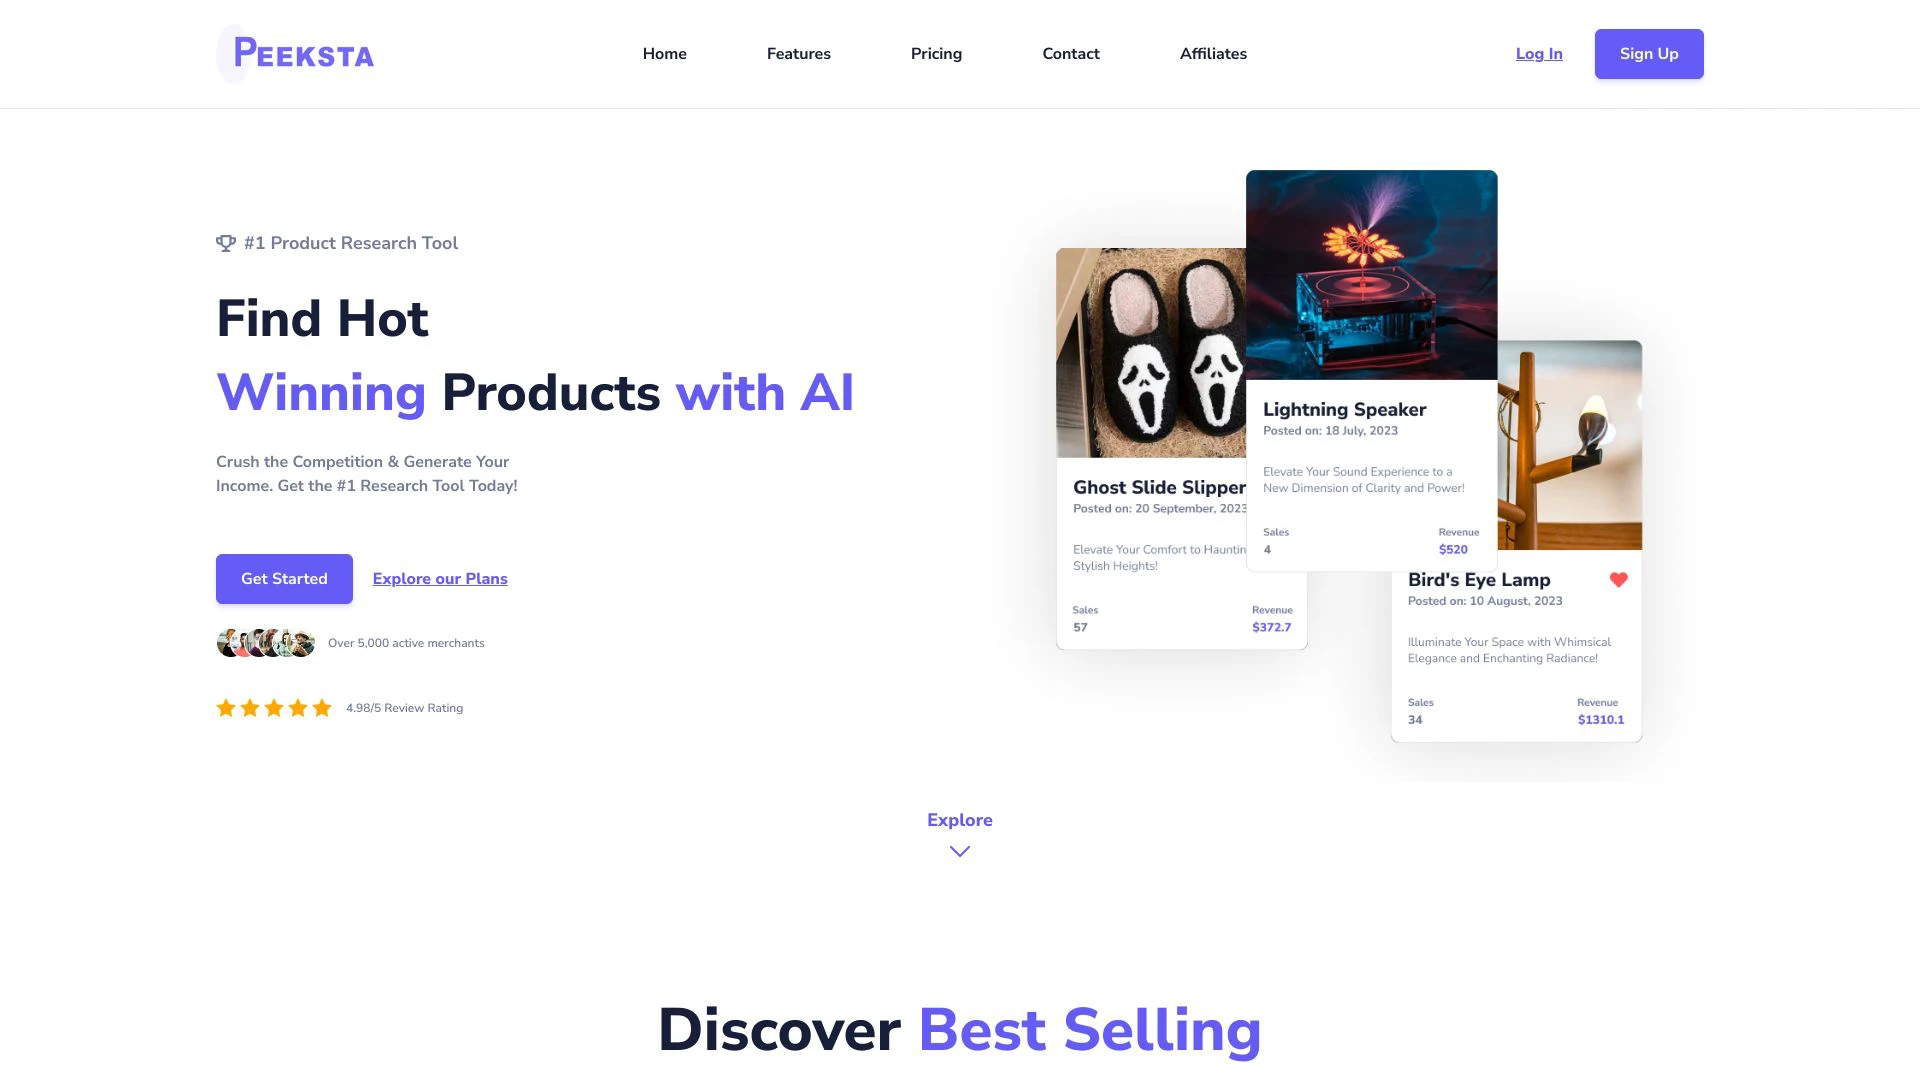 PEEKSTA
Home
Features
Pricing
Contact
Affiliates
Log In
Sign Up
#1 Product Research Tool
Find Hot
Winning Products with AI
Crush the Competition & Generate Your
Income. Get the #1 Research Tool Today!
Get Started
Explore our Plans
Over 5,000 active merchants
4.98/5 Review Rating
Ghost Slide Slipper
Posted on: 20 September, 2023
Elevate Your Comfort to
Stylish Heights!
Sales
57
Revenue
$372.7
Lightning Speaker
Posted on: 18 July, 2023
Elevate Your Sound Experience to a
New Dimension of Clarity and Power!
Sales
4
Revenue
$520
Bird's Eye Lamp
Posted on: 10 August, 2023
Illuminate Your Space with Whimsical
Elegance and Enchanting Radiance!
Sales
34
Revenue
$1310.1
Explore
Discover Best Selling